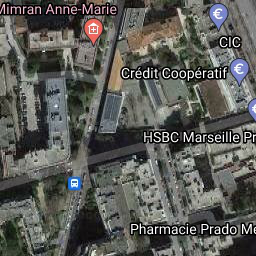 Mimran Anne-Marie
CIC
Crédit Coopératif
HSBC Marseille Pr
Pharmacie Prado Me